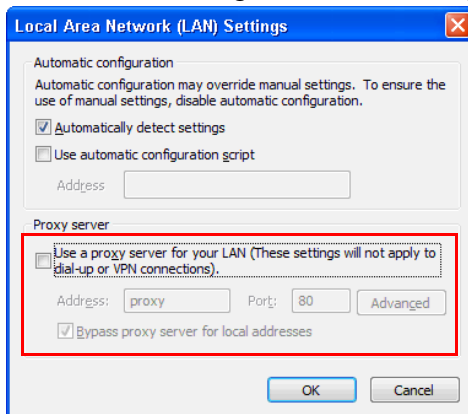 Local Area Network (LAN) Settings
Automatic configuration
Automatic configuration may override manual settings. To ensure the
use of manual settings, disable automatic configuration.
Automatically detect settings
Use automatic configuration script
Address
Proxy server
Use a proxy server for your LAN (These settings will not apply to
dial-up or VPN connections).
Address: proxy Port: 80 Advanced
Bypass proxy server for local addresses
OK Cancel